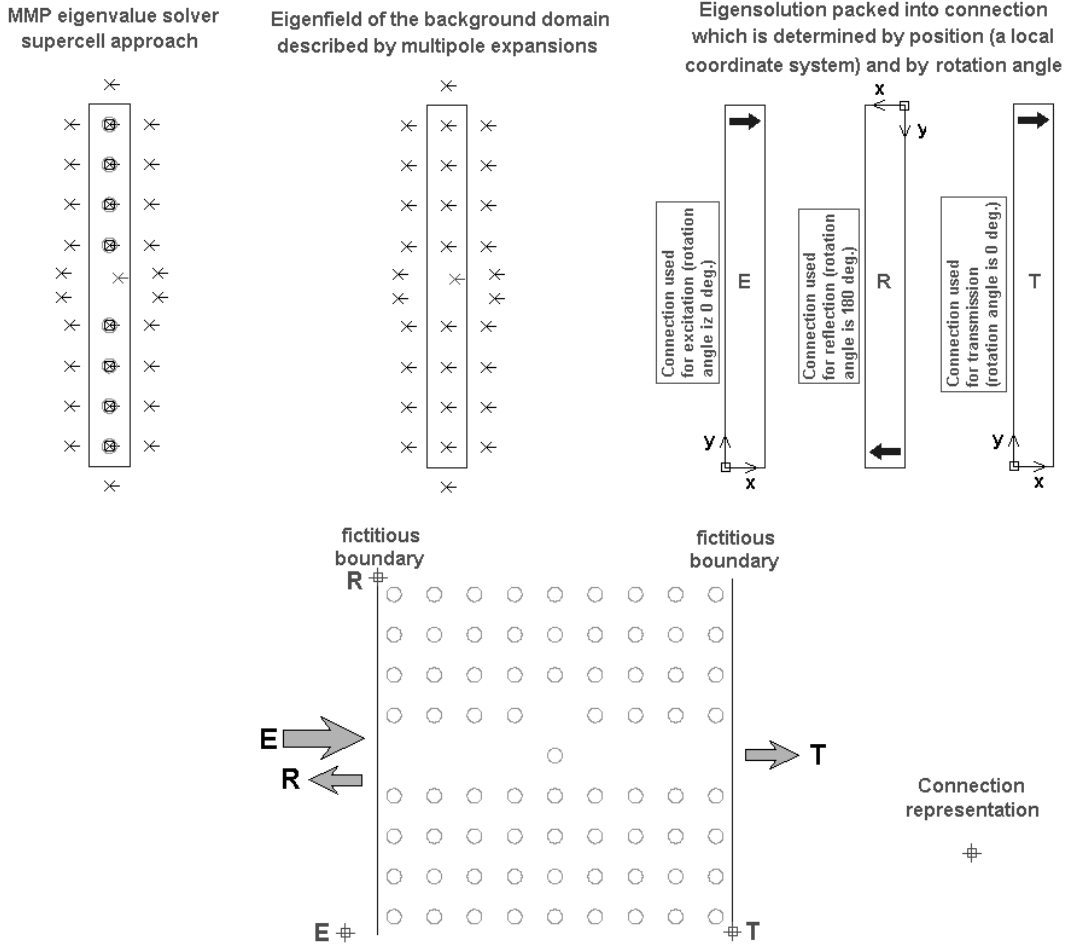 MMP eigenvalue solver
supercell approach
Eigenfield of the background domain
described by multipole expansions
Eigensolution packed into connection
which is determined by position (a local
coordinate system) and by rotation angle
Connection used
for excitation (rotation
angle iz 0 deg.)
E
y
x
Connection used
for reflection (rotation
angle is 180 deg.)
R
x
y
Connection used
for transmission
(rotation angle is 0 deg.)
T
y
x
fictitious
boundary
fictitious
boundary
R
E
R
T
E
T
Connection
representation